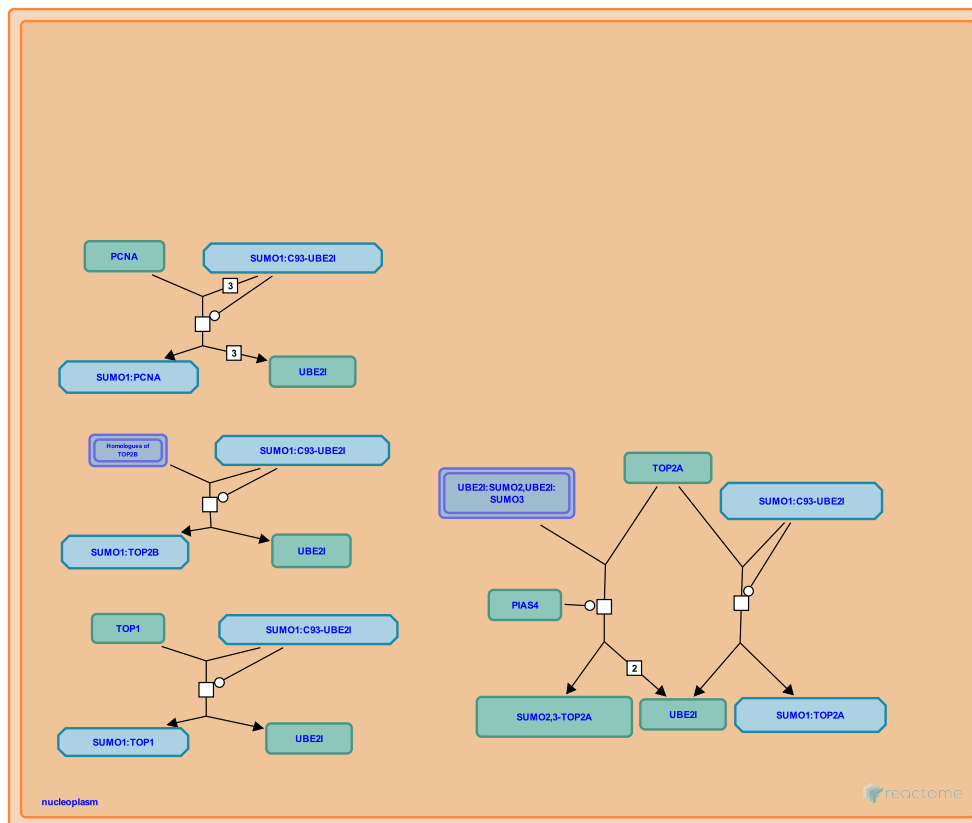 PCNA
SUMO1:C93-UBE2I
3
3
SUMO1:PCNA
UBE2I
Homologues of
TOP2B
SUMO1:C93-UBE2I
SUMO1:TOP2B
UBE2I
TOP1
SUMO1:C93-UBE2I
SUMO1:TOP1
UBE2I
TOP2A
UBE2I:SUMO2,UBE2I:
SUMO3
SUMO1:C93-UBE2I
PIAS4
2
SUMO2,3-TOP2A
UBE2I
SUMO1:TOP2A
nucleoplasm
reactome